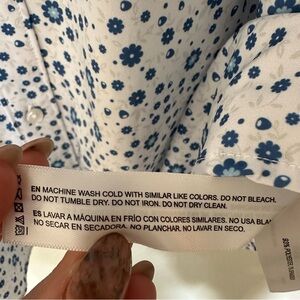 EN MACHINE WASH COLD WITH SIMILAR LIKE COLORS. DO NOT BLEACH.
DO NOT TUMBLE DRY. DO NOT IRON. DO NOT DRY CLEAN.
ES LAVAR A MÁQUINA EN FRÍO CON COLORES SIMILARES. NO USA
NO SECAR EN SECADORA. NO PLANCHAR. NO LAVAR EN SECO.